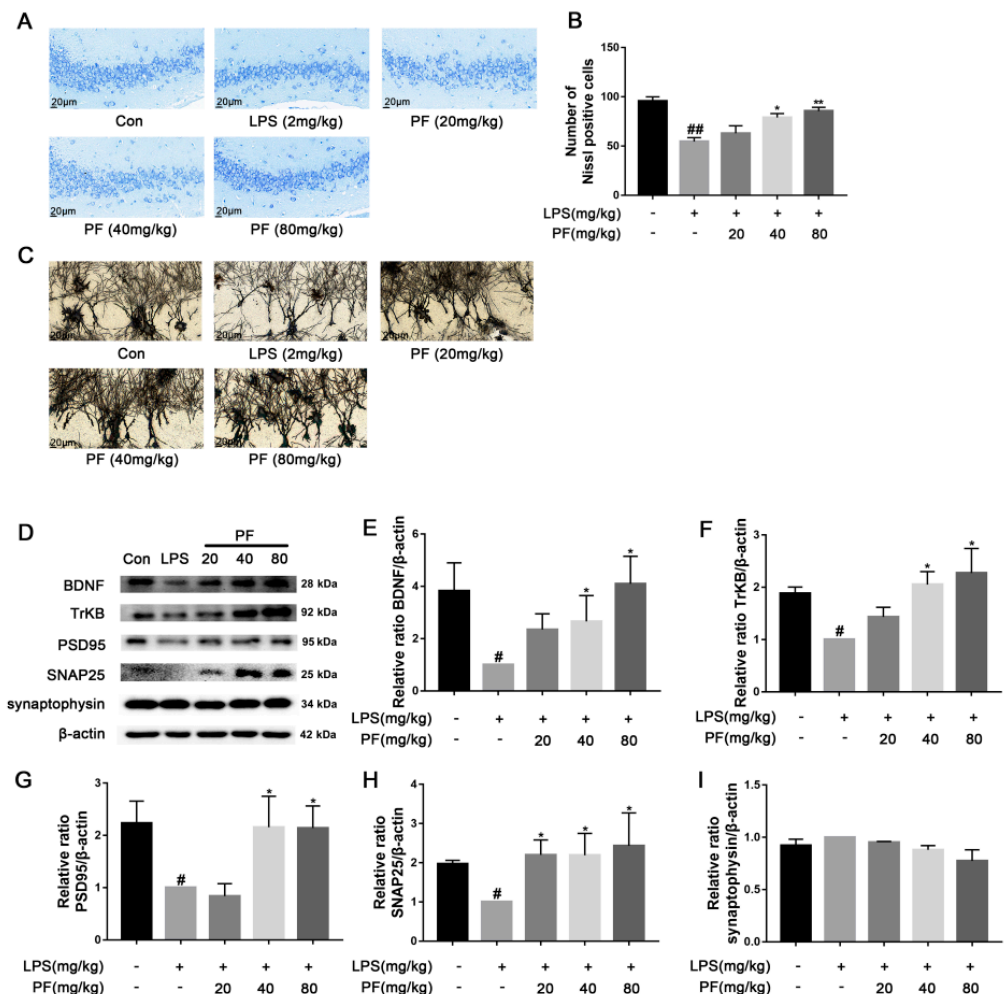 A
20μm
20μm
20μm
Con
LPS (2mg/kg)
PF (20mg/kg)
20μm
20μm
PF (40mg/kg)
PF (80mg/kg)
B
Number of
Nissl positive cells
150
100
50
0
##
*
**
LPS(mg/kg) - + + + +
PF(mg/kg) - - 20 40 80
C
20μm
20μm
20μm
Con
LPS (2mg/kg)
PF (20mg/kg)
20μm
20μm
PF (40mg/kg)
PF (80mg/kg)
D
PF
Con LPS 20 40 80
BDNF 28 kDa
TrKB 92 kDa
PSD95 95 kDa
SNAP25 25 kDa
synaptophysin 34 kDa
β-actin 42 kDa
E
Relative ratio BDNF/β-actin
6
4
2
0
#
*
*
LPS(mg/kg) - + + + +
PF(mg/kg) - - 20 40 80
F
Relative ratio TrKB/β-actin
3
2
1
0
#
*
*
LPS(mg/kg) - + + + +
PF(mg/kg) - - 20 40 80
G
Relative ratio
PSD95/β-actin
3
2
1
0
#
*
*
LPS(mg/kg) - + + + +
PF(mg/kg) - - 20 40 80
H
Relative ratio
SNAP25/β-actin
4
3
2
1
0
#
*
*
*
LPS(mg/kg) - + + + +
PF(mg/kg) - - 20 40 80
I
Relative ratio
synaptophysin/β-actin
1.5
1.0
0.5
0.0
LPS(mg/kg) - + + + +
PF(mg/kg) - - 20 40 80